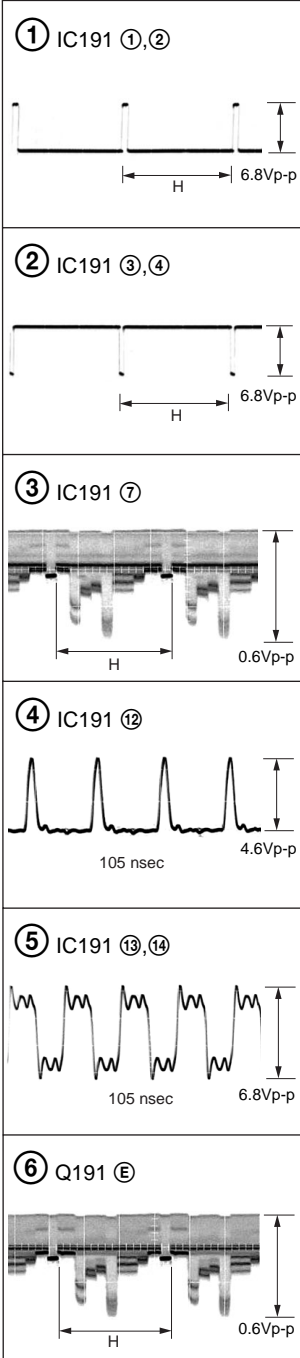 ① IC191 ①,②
6.8Vp-p
H
② IC191 ③,④
6.8Vp-p
H
③ IC191 ⑦
H
0.6Vp-p
④ IC191 ⑫
4.6Vp-p
105 nsec
⑤ IC191 ⑬,⑭
6.8Vp-p
105 nsec
⑥ Q191 Ⓔ
0.6Vp-p
H